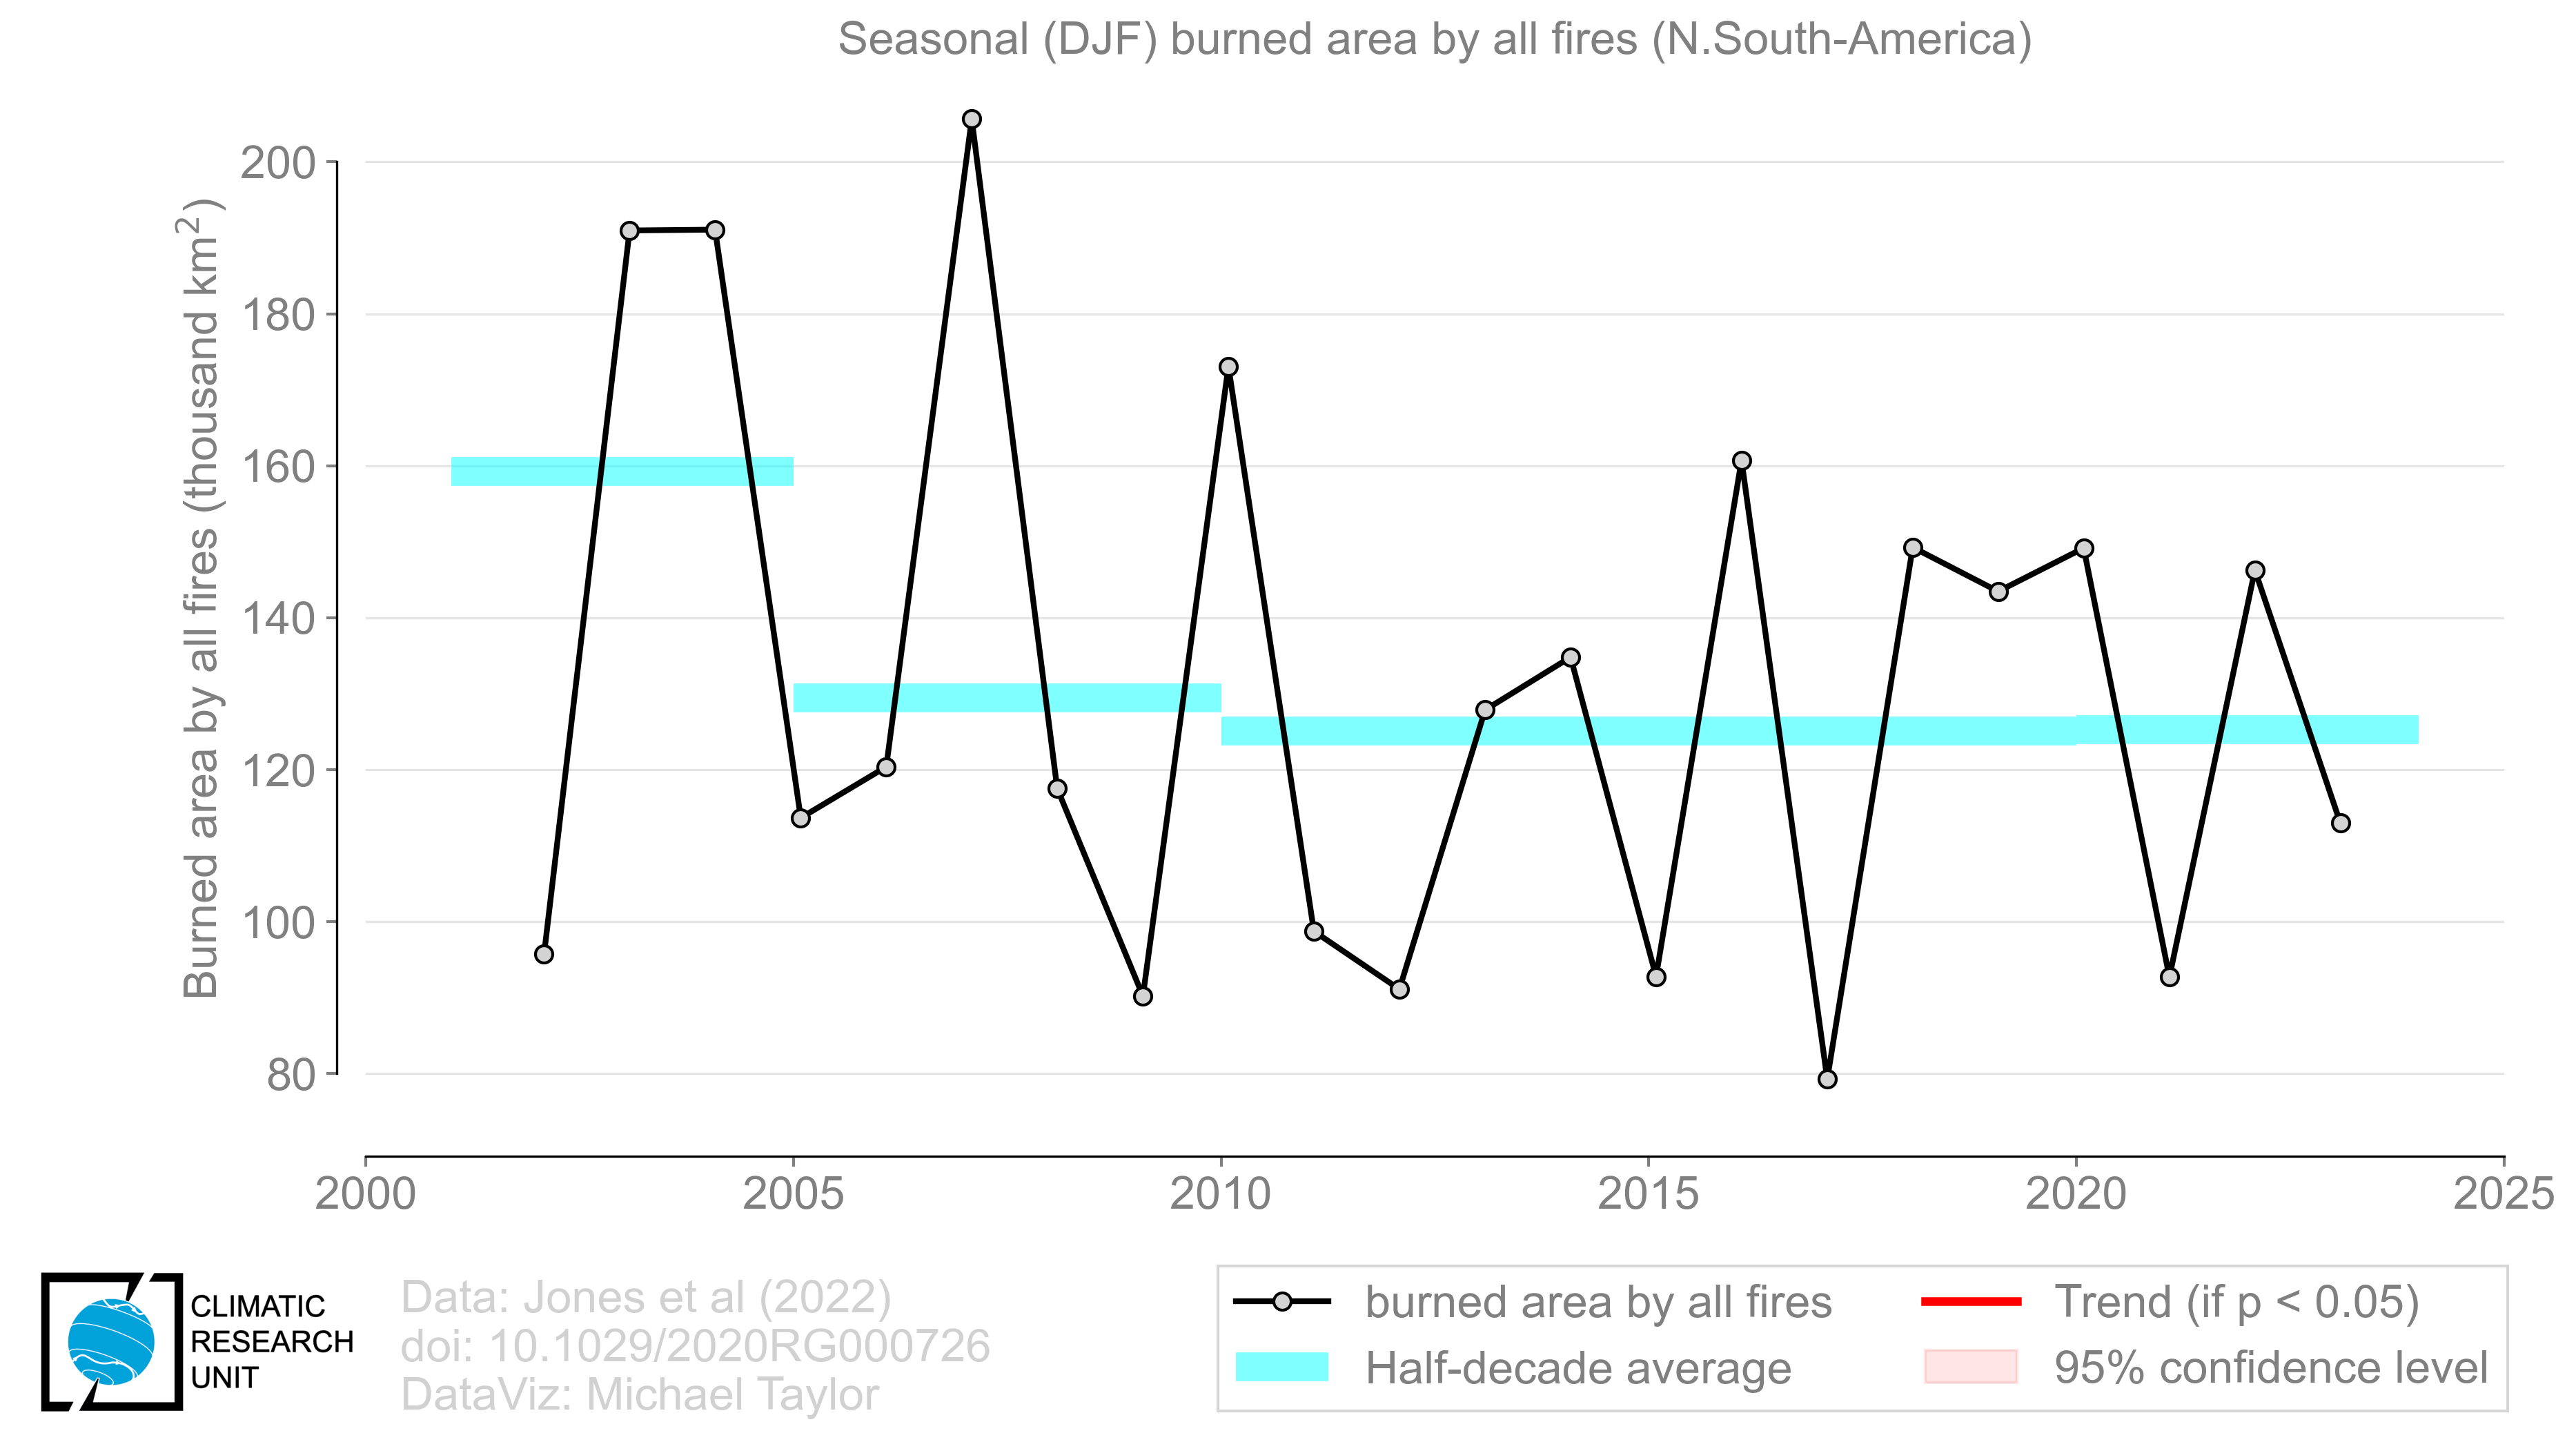 Seasonal (DJF) burned area by all fires (N.South-America)
Burned area by all fires (thousand km²)
200
180
160
140
120
100
80
2000
2005
2010
2015
2020
2025
CLIMATIC
RESEARCH
UNIT
Data: Jones et al (2022)
doi: 10.1029/2020RG000726
DataViz: Michael Taylor
burned area by all fires
Half-decade average
Trend (if p < 0.05)
95% confidence level